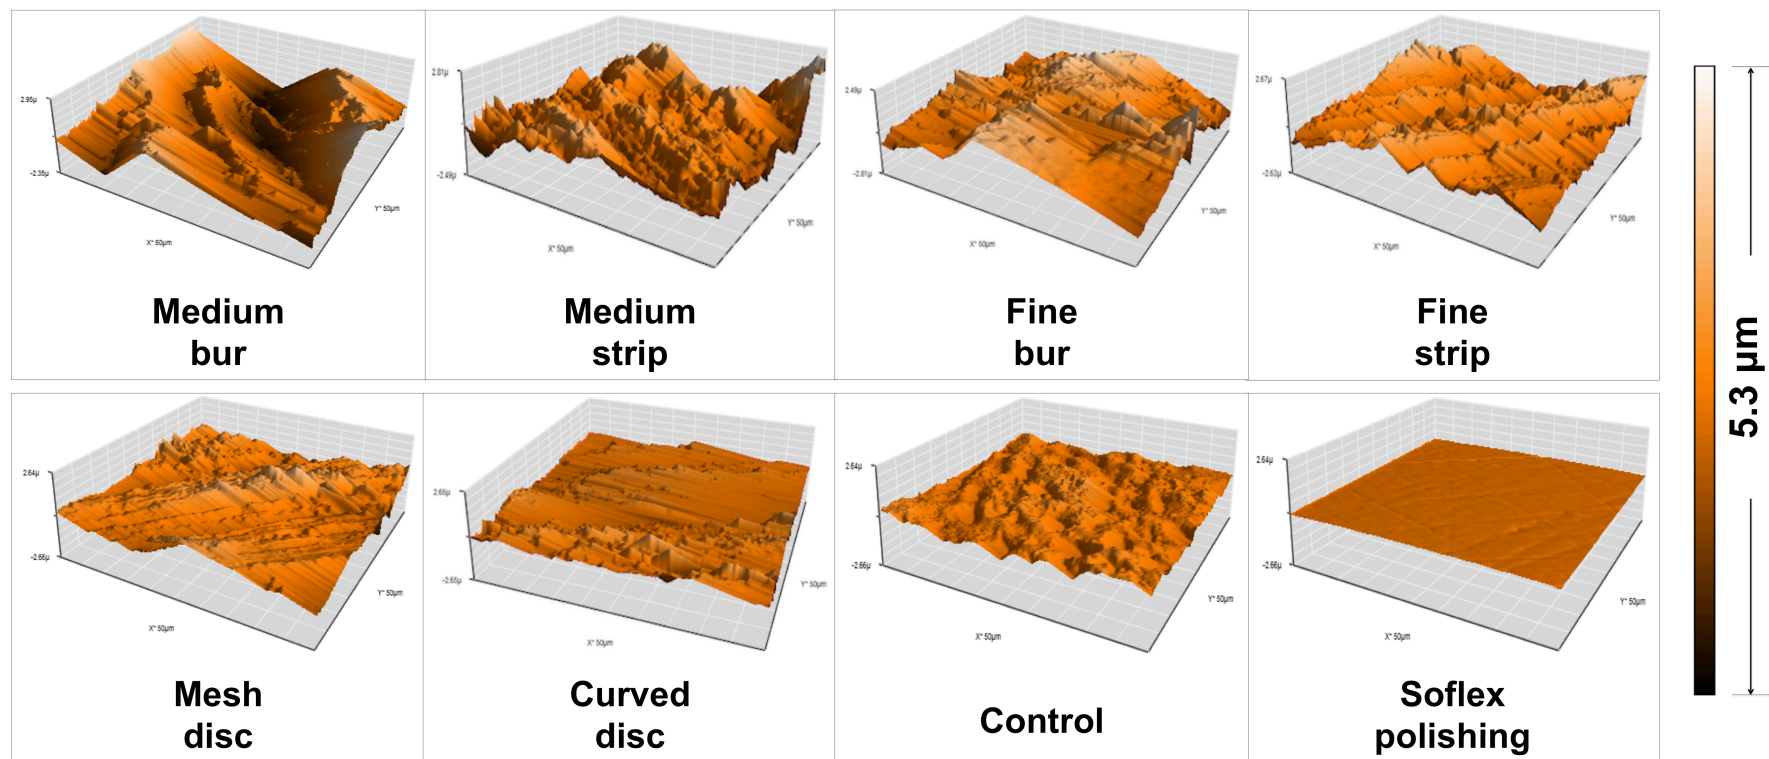 2.95µ
-2.35µ
X* 50µm
Y* 50µm
Medium
bur
2.81µ
-2.49µ
X* 50µm
Y* 50µm
Medium
strip
2.49µ
-2.81µ
X* 50µm
Y* 50µm
Fine
bur
2.67µ
-2.63µ
X* 50µm
Y* 50µm
Fine
strip
5.3 µm
2.64µ
-2.66µ
X* 50µm
Y* 50µm
Mesh
disc
2.65µ
-2.65µ
X* 50µm
Y* 50µm
Curved
disc
2.64µ
-2.66µ
X* 50µm
Y* 50µm
Control
2.64µ
-2.66µ
X* 50µm
Y* 50µm
Soflex
polishing